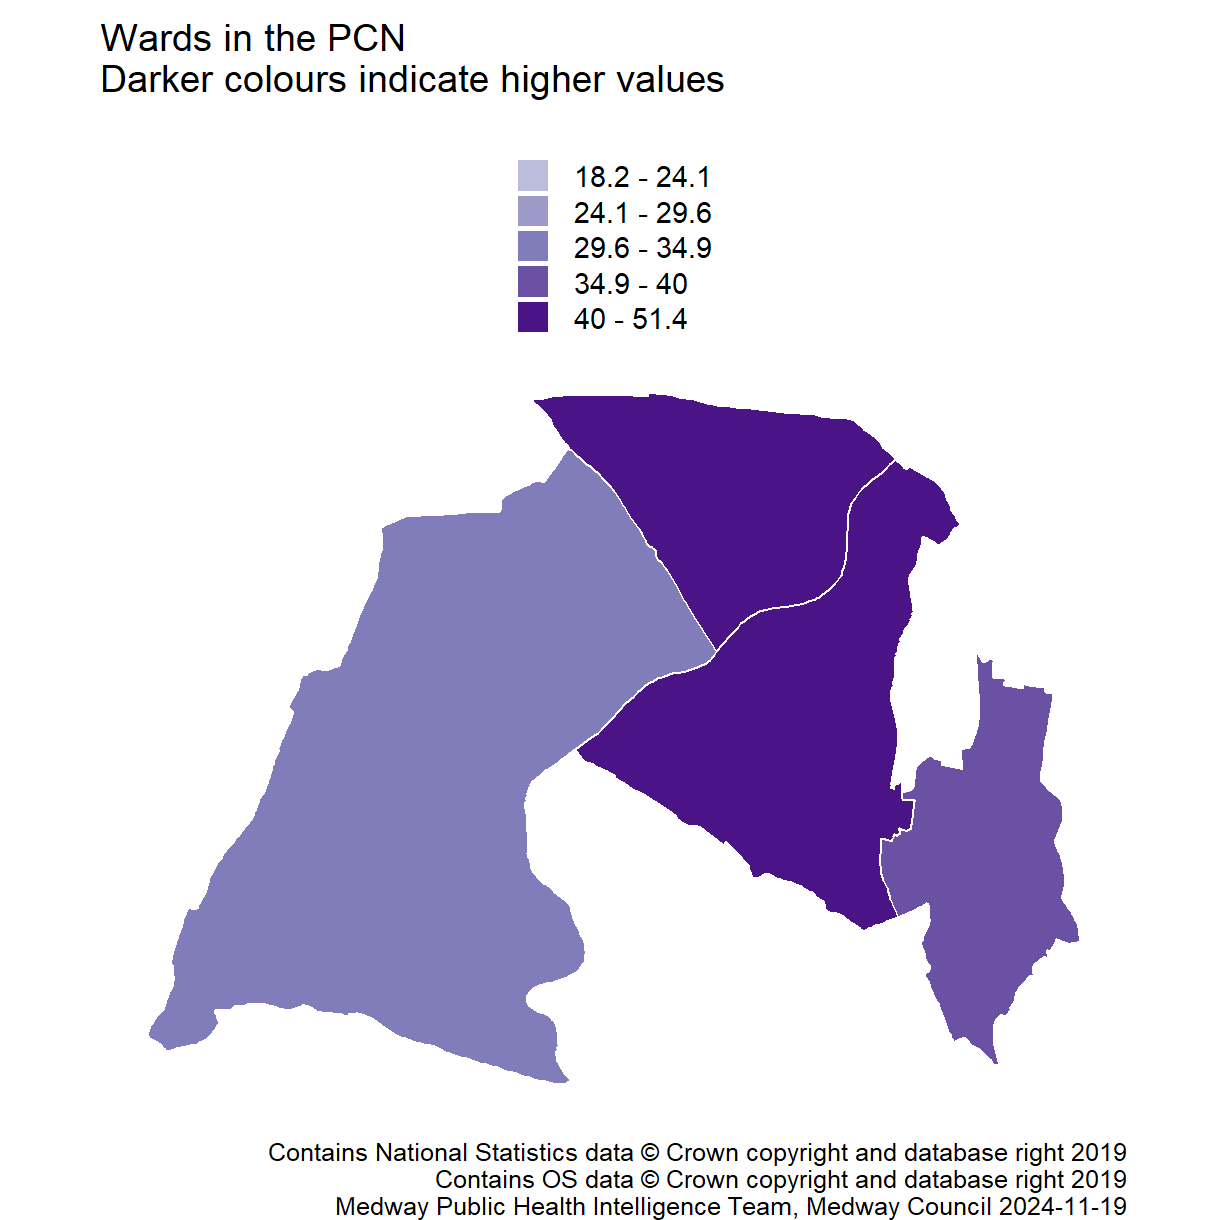 Wards in the PCN
Darker colours indicate higher values
18.2 - 24.1
24.1 - 29.6
29.6 - 34.9
34.9 - 40
40 - 51.4
Contains National Statistics data © Crown copyright and database right 2019
Contains OS data © Crown copyright and database right 2019
Medway Public Health Intelligence Team, Medway Council 2024-11-19